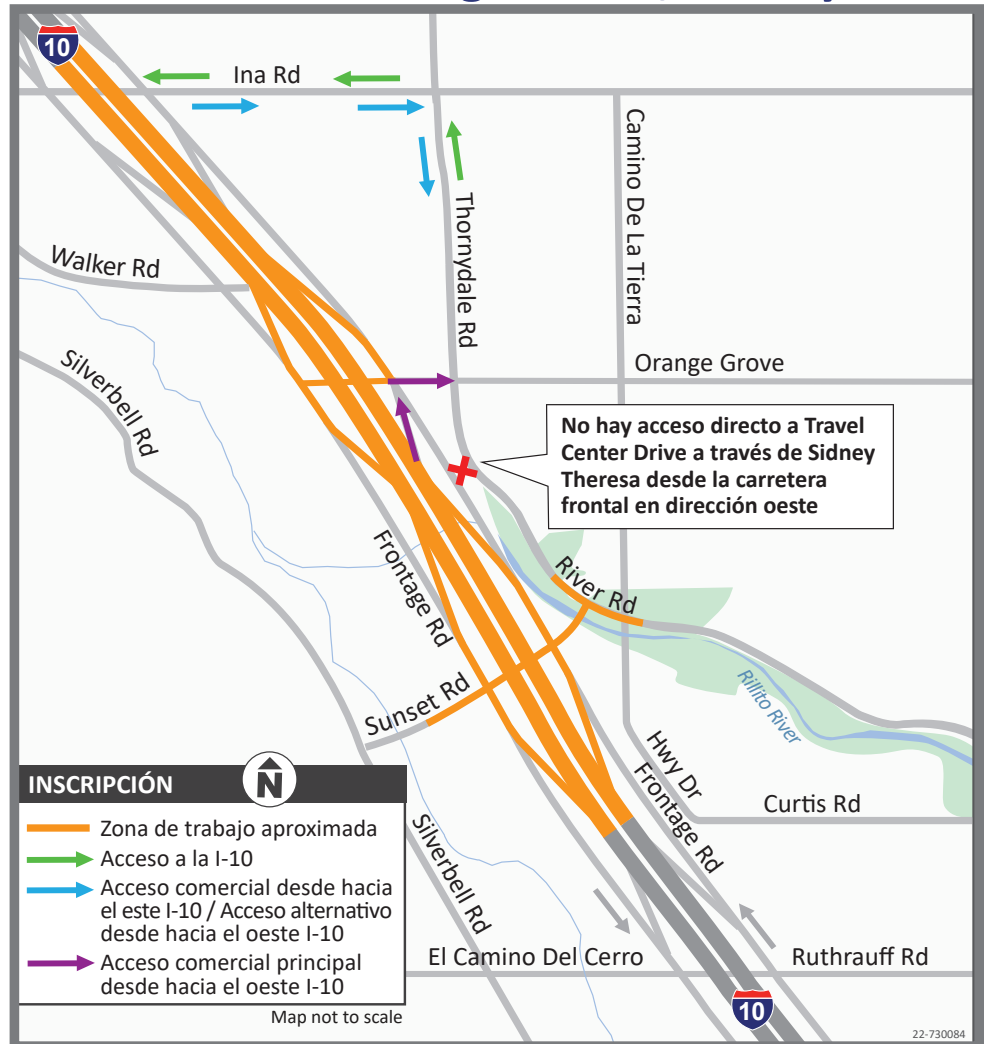 10
Ina Rd
Camino De La Tierra
Thornydale Rd
Walker Rd
Silverbell Rd
Orange Grove
No hay acceso directo a Travel
Center Drive a través de Sidney
Theresa desde la carretera
frontal en dirección oeste
Frontage Rd
River Rd
Rillito River
Sunset Rd
Hwy Dr
Frontage Rd
Curtis Rd
Silverbell Rd
INSCRIPCIÓN
N
Zona de trabajo aproximada
Acceso a la I-10
Acceso comercial desde hacia
el este I-10 / Acceso alternativo
desde hacia el oeste I-10
Acceso comercial principal
desde hacia el oeste I-10
Map not to scale
El Camino Del Cerro
Ruthrauff Rd
10
22-730084